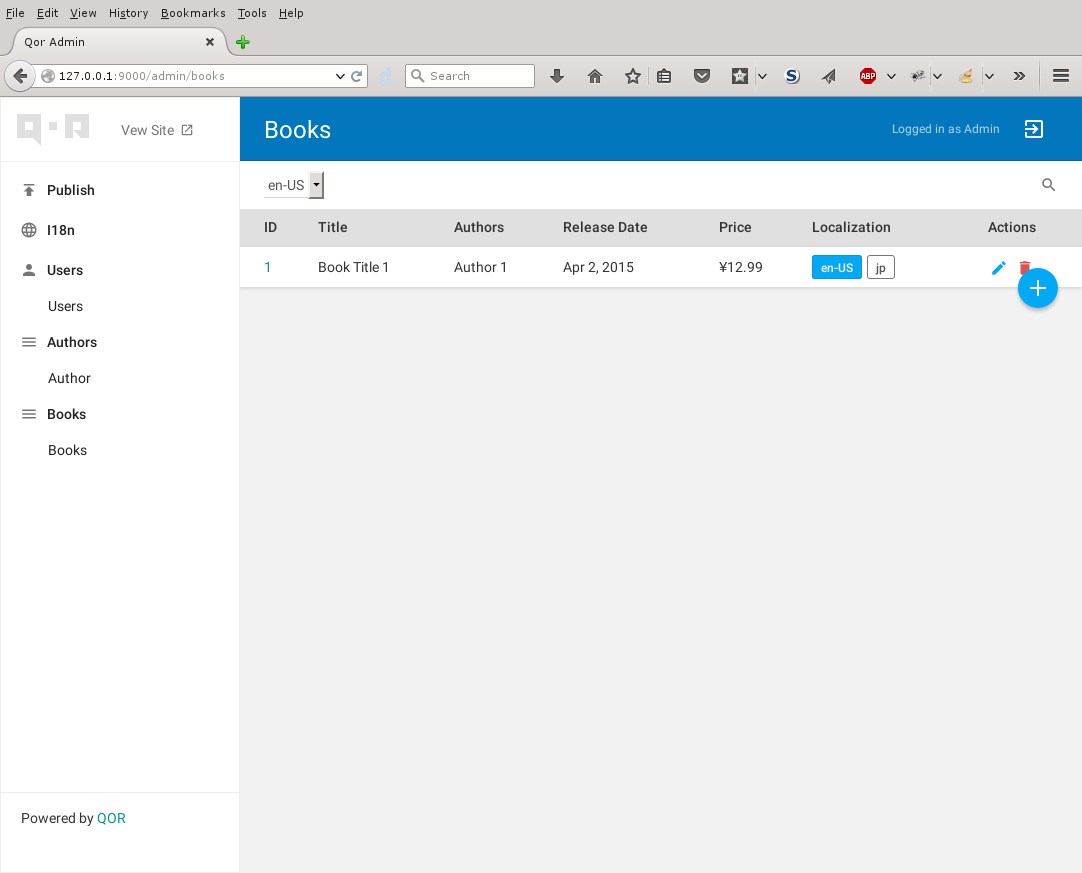 File Edit View History Bookmarks Tools Help
Qor Admin
127.0.0.1:9000/admin/books
Search
S
ABP
Q·R
Vew Site
Books
Logged in as Admin
Publish
I18n
Users
Users
Authors
Author
Books
Books
en-US
ID Title Authors Release Date Price Localization Actions
1 Book Title 1 Author 1 Apr 2, 2015 ¥12.99 en-US jp
Powered by QOR